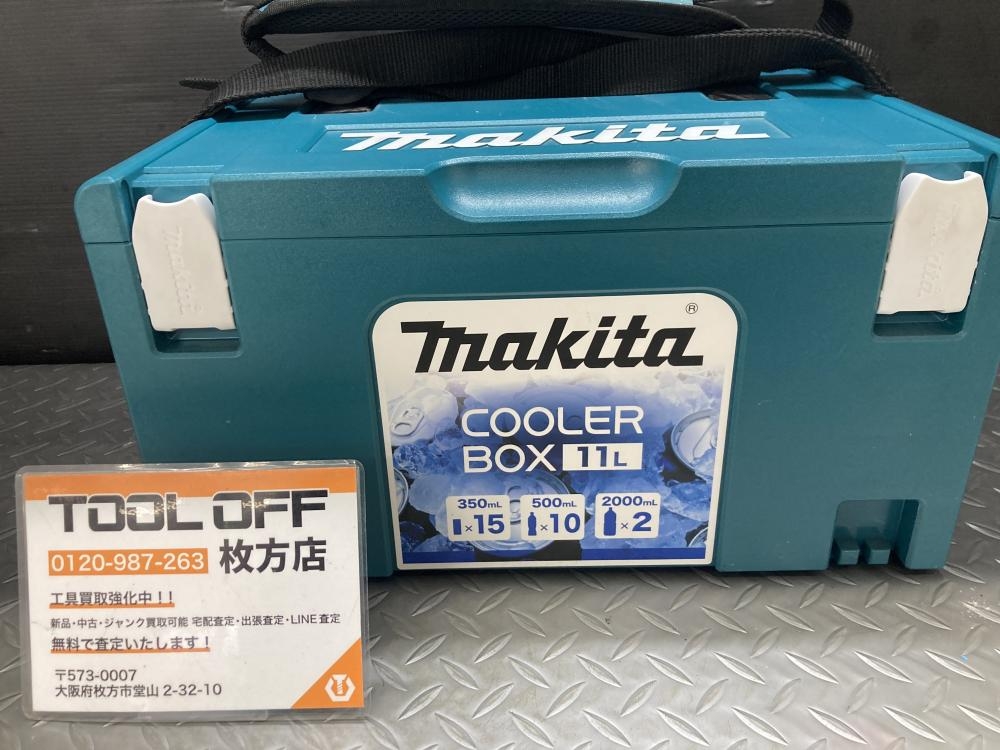 makita
makita
makita
makita®
COOLER
BOX 11L
350mL
×15
500mL
×10
2000mL
×2
TOOL OFF
0120-987-263 枚方店
工具買取強化中!!
新品・中古・ジャンク買取可能 宅配査定・出張査定・LINE査定
無料で査定いたします!
〒573-0007
大阪府枚方市堂山2-32-10